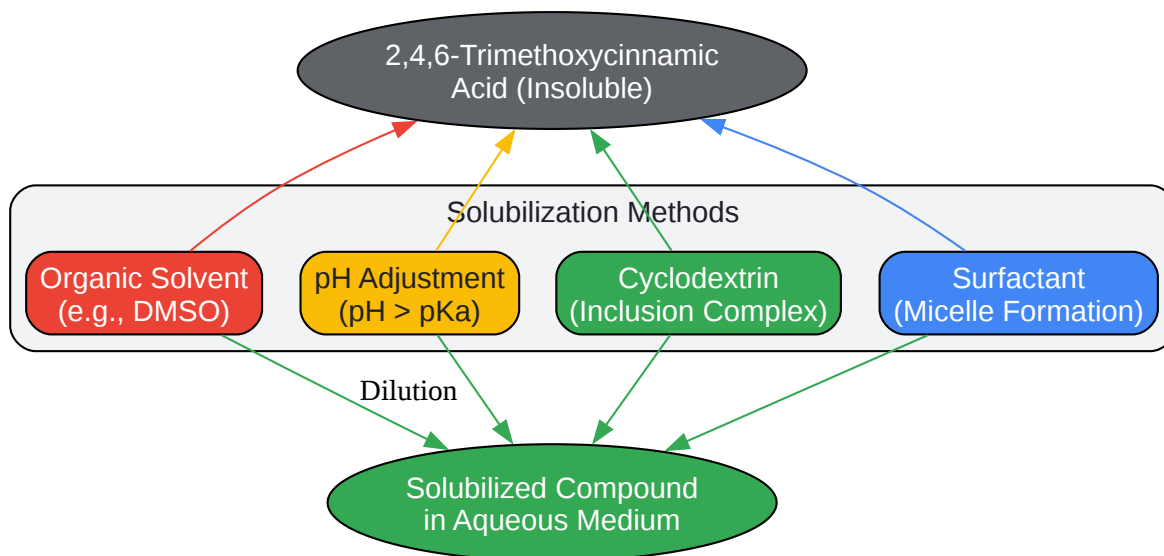 2,4,6-Trimethoxycinnamic
Acid (Insoluble)
Solubilization Methods
Organic Solvent
(e.g., DMSO)
pH Adjustment
(pH > pKa)
Cyclodextrin
(Inclusion Complex)
Surfactant
(Micelle Formation)
Dilution
Solubilized Compound
in Aqueous Medium